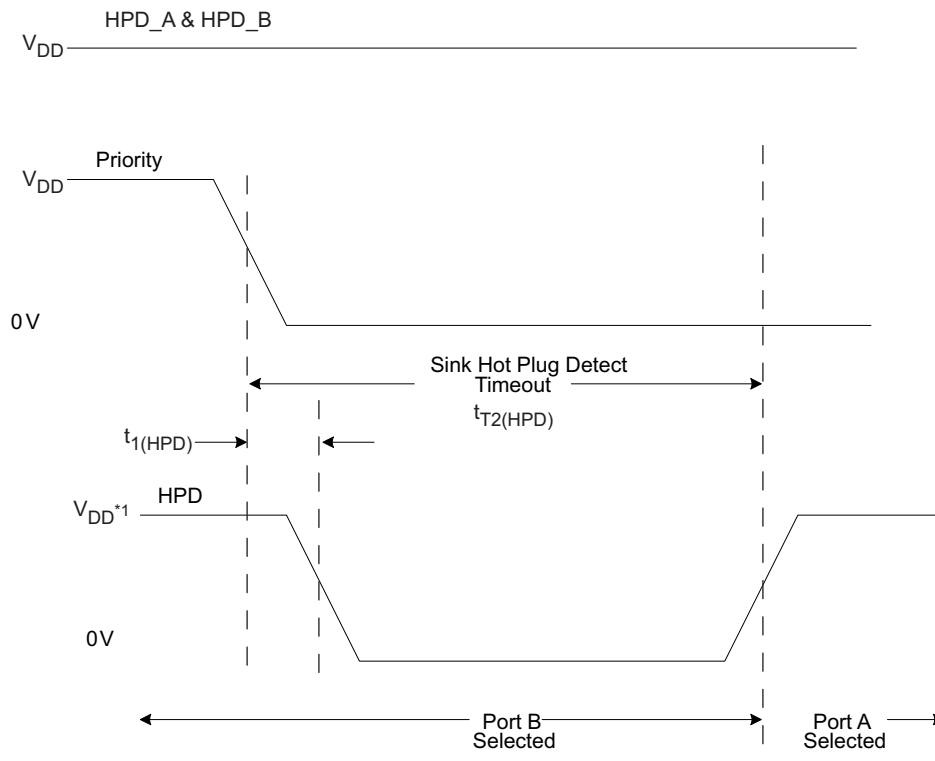 HPD_A & HPD_B
VDD
Priority
VDD
0V
Sink Hot Plug Detect
Timeout
tT2(HPD)
t1(HPD)
HPD
VDD*1
0V
Port B
Selected
Port A
Selected